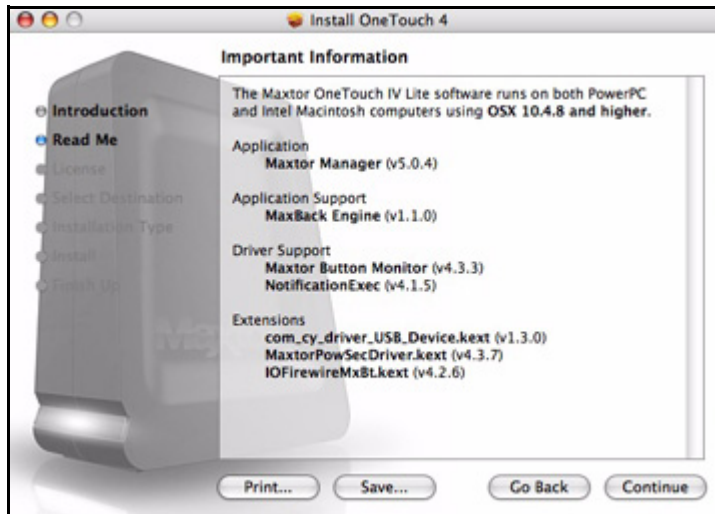 Install OneTouch 4
Important Information
Introduction
Read Me
License
Select Destination
Installation Type
Install
Finish Up
The Maxtor OneTouch IV Lite software runs on both PowerPC
and Intel Macintosh computers using OSX 10.4.8 and higher.
Application
Maxtor Manager (v5.0.4)
Application Support
MaxBack Engine (v1.1.0)
Driver Support
Maxtor Button Monitor (v4.3.3)
NotificationExec (v4.1.5)
Extensions
com_cy_driver_USB_Device.kext (v1.3.0)
MaxtorPowSecDriver.kext (v4.3.7)
IOFirewireMxBt.kext (v4.2.6)
Print...
Save...
Go Back
Continue